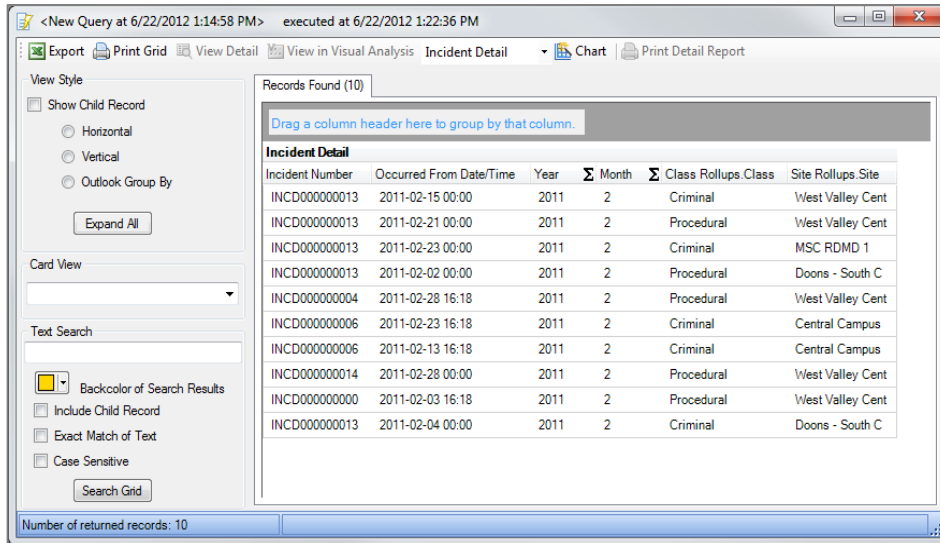 <New Query at 6/22/2012 1:14:58 PM> executed at 6/22/2012 1:22:36 PM
Export Print Grid View Detail View in Visual Analysis Incident Detail Chart Print Detail Report
View Style
Show Child Record
Horizontal
Vertical
Outlook Group By
Expand All
Card View
Text Search
Backcolor of Search Results
Include Child Record
Exact Match of Text
Case Sensitive
Search Grid
Records Found (10)
Drag a column header here to group by that column.
Incident Detail
Incident Number Occurred From Date/Time Year Σ Month Σ Class Rollups.Class Site Rollups.Site
INCD000000013 2011-02-15 00:00 2011 2 Criminal West Valley Cent
INCD000000013 2011-02-21 00:00 2011 2 Procedural West Valley Cent
INCD000000013 2011-02-23 00:00 2011 2 Criminal MSC RDMD 1
INCD000000013 2011-02-02 00:00 2011 2 Procedural Doons - South C
INCD000000004 2011-02-28 16:18 2011 2 Procedural West Valley Cent
INCD000000006 2011-02-23 16:18 2011 2 Criminal Central Campus
INCD000000006 2011-02-13 16:18 2011 2 Criminal Central Campus
INCD000000014 2011-02-28 00:00 2011 2 Procedural West Valley Cent
INCD000000000 2011-02-03 16:18 2011 2 Procedural West Valley Cent
INCD000000013 2011-02-04 00:00 2011 2 Criminal Doons - South C
Number of returned records: 10